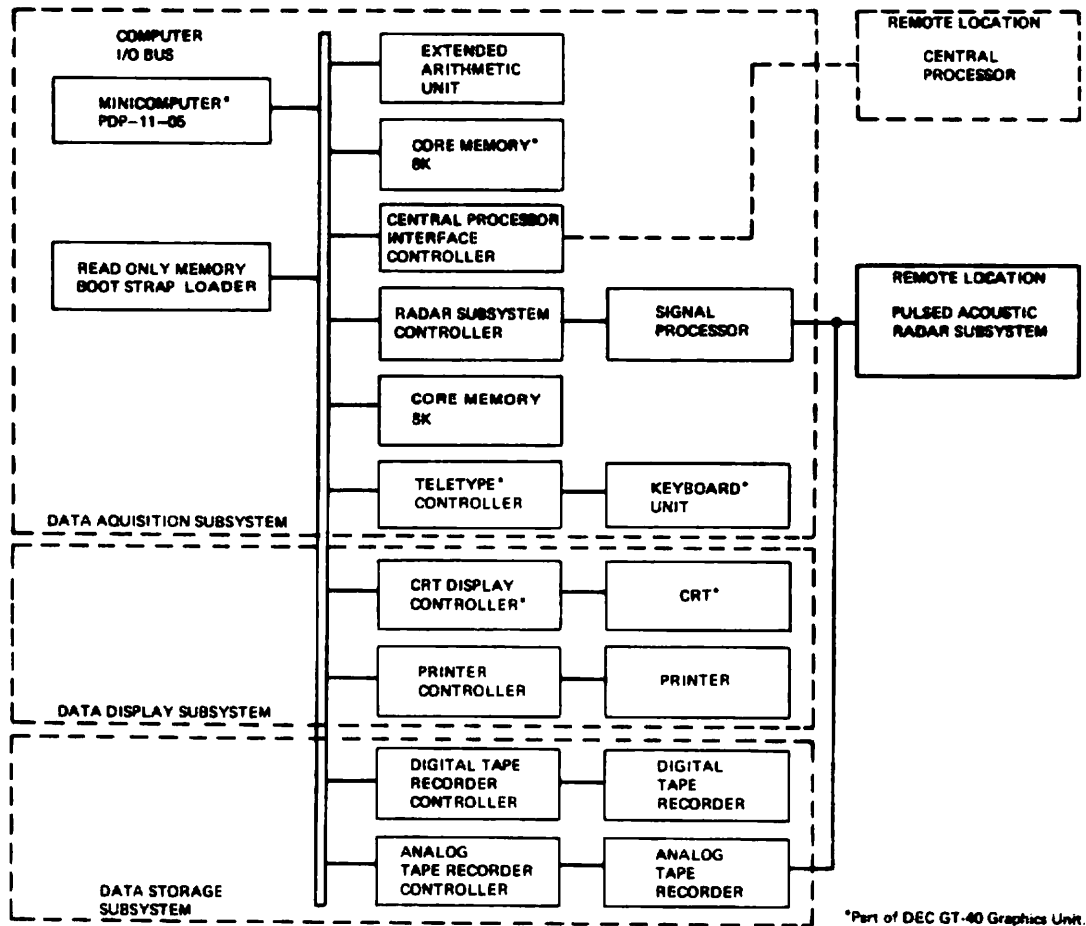 COMPUTER
I/O BUS
MINICOMPUTER*
PDP-11-05
READ ONLY MEMORY
BOOT STRAP LOADER
EXTENDED
ARITHMETIC
UNIT
CORE MEMORY*
8K
CENTRAL PROCESSOR
INTERFACE
CONTROLLER
RADAR SUBSYSTEM
CONTROLLER
SIGNAL
PROCESSOR
CORE MEMORY
8K
TELETYPE*
CONTROLLER
KEYBOARD*
UNIT
DATA AQUISITION SUBSYSTEM
REMOTE LOCATION
CENTRAL
PROCESSOR
REMOTE LOCATION
PULSED ACOUSTIC
RADAR SUBSYSTEM
CRT DISPLAY
CONTROLLER*
CRT*
PRINTER
CONTROLLER
PRINTER
DATA DISPLAY SUBSYSTEM
DIGITAL TAPE
RECORDER
CONTROLLER
DIGITAL
TAPE
RECORDER
ANALOG
TAPE RECORDER
CONTROLLER
ANALOG
TAPE
RECORDER
DATA STORAGE
SUBSYSTEM
*Part of DEC GT-40 Graphics Unit.